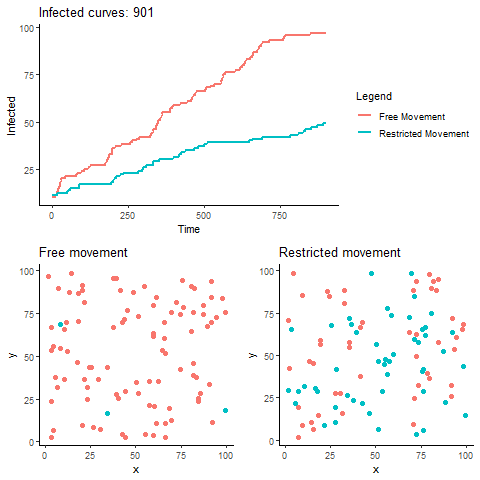 Infected curves: 901
100
75
50
25
Infected
0
250
500
750
Time
Legend
Free Movement
Restricted Movement
Free movement
100
75
50
25
0
y
0
25
50
75
100
x
Restricted movement
100
75
50
25
0
y
0
25
50
75
100
x